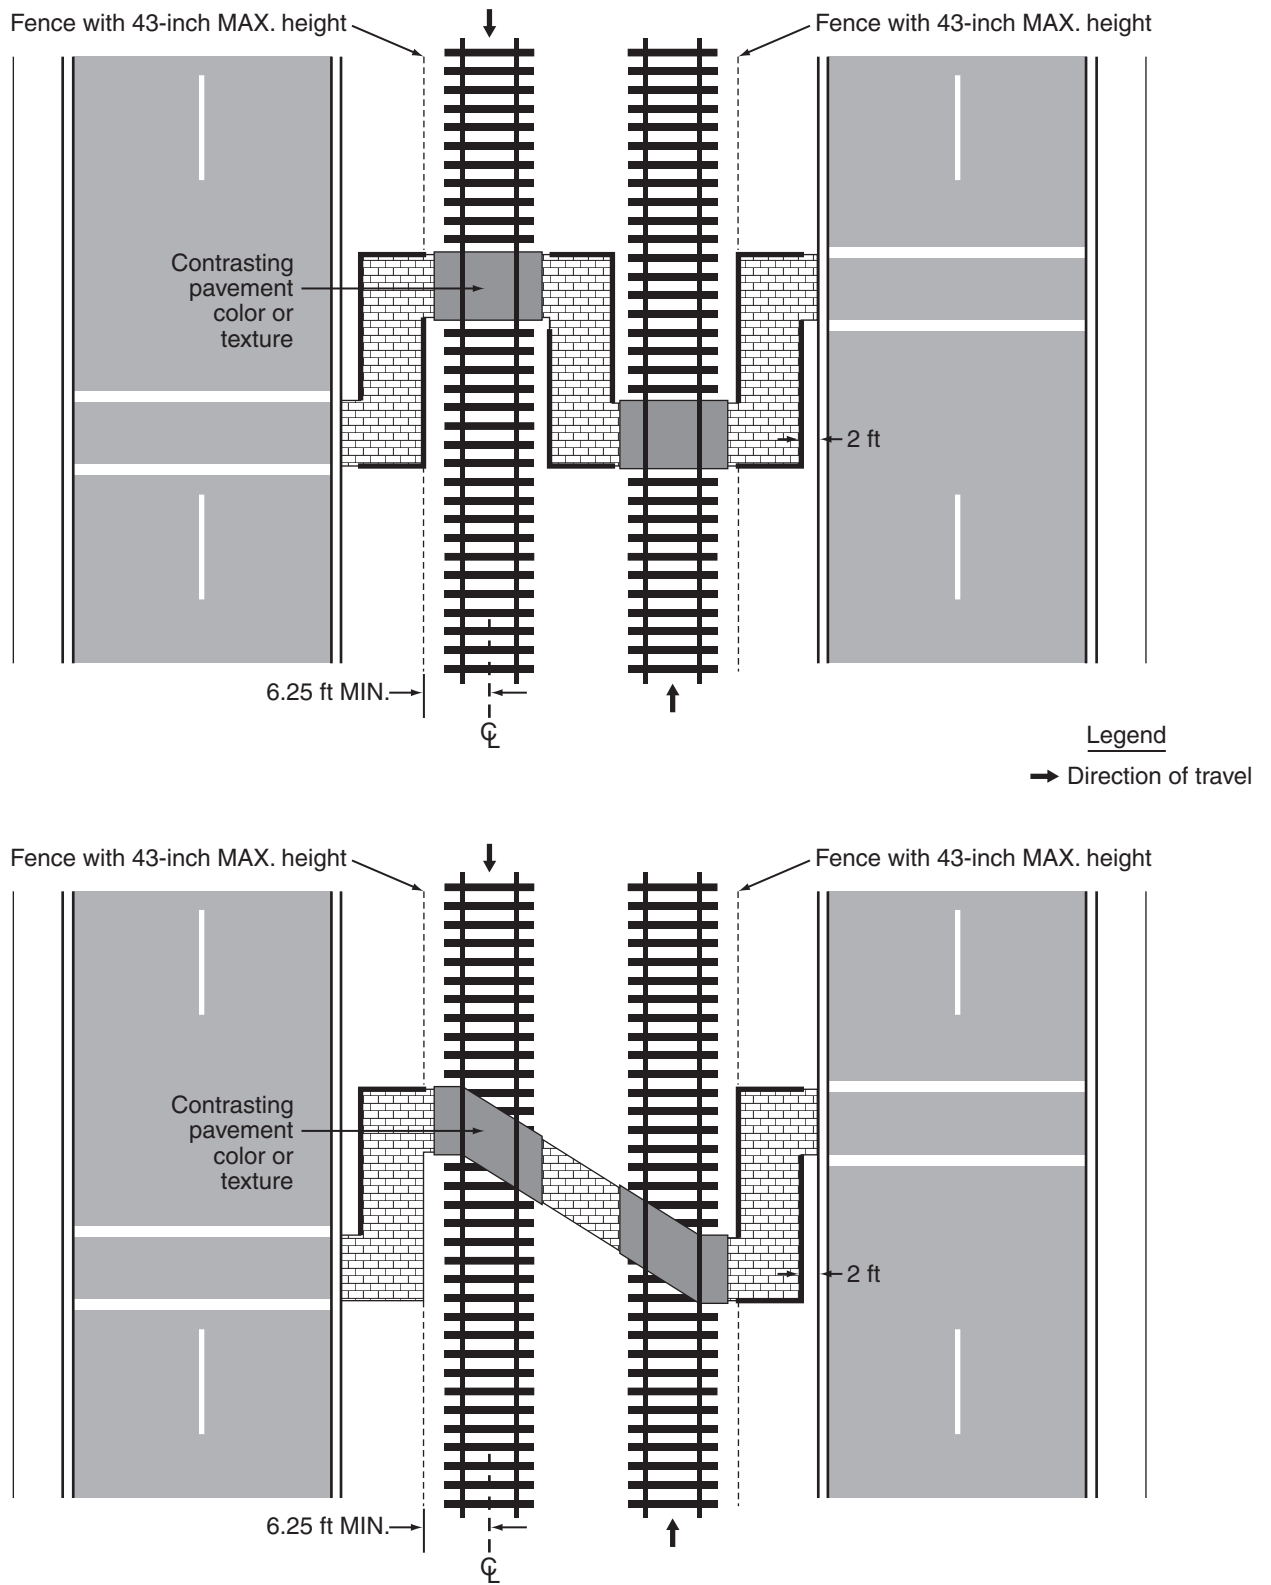 Fence with 43-inch MAX. height
Fence with 43-inch MAX. height
Contrasting
pavement
color or
texture
2 ft
6.25 ft MIN.
℄
Legend
Direction of travel
Fence with 43-inch MAX. height
Fence with 43-inch MAX. height
Contrasting
pavement
color or
texture
2 ft
6.25 ft MIN.
℄